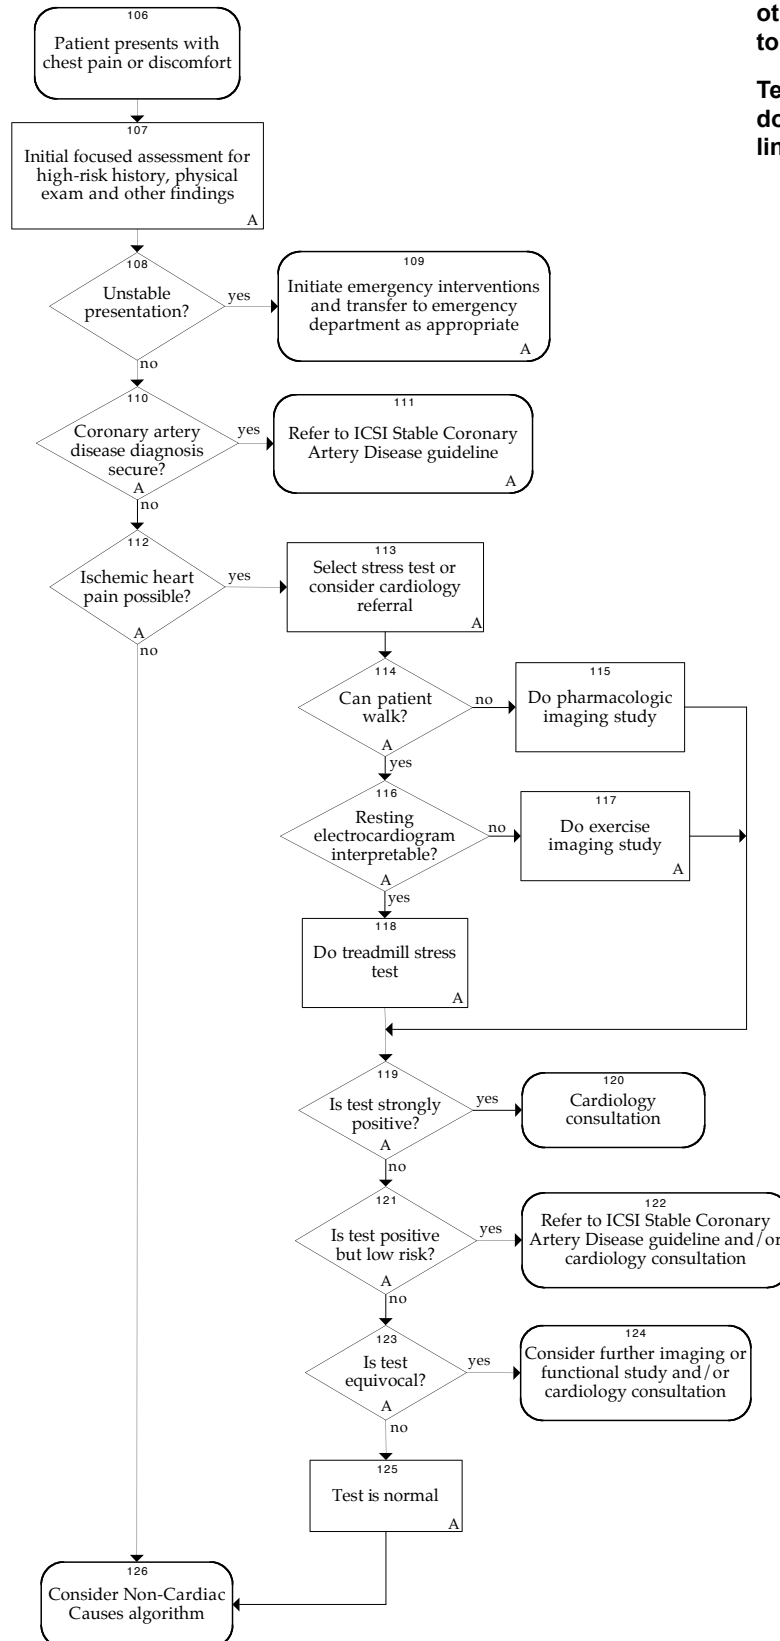 106
Patient presents with
chest pain or discomfort
107
Initial focused assessment for
high-risk history, physical
exam and other findings
A
108
Unstable
presentation?
yes
no
109
Initiate emergency interventions
and transfer to emergency
department as appropriate
A
110
Coronary artery
disease diagnosis
secure?
A
yes
no
111
Refer to ICSI Stable Coronary
Artery Disease guideline
A
112
Ischemic heart
pain possible?
A
yes
no
113
Select stress test or
consider cardiology
referral
A
114
Can patient
walk?
A
no
yes
115
Do pharmacologic
imaging study
116
Resting
electrocardiogram
interpretable?
A
no
yes
117
Do exercise
imaging study
A
118
Do treadmill stress
test
A
119
Is test strongly
positive?
A
yes
no
120
Cardiology
consultation
121
Is test positive
but low risk?
A
yes
no
122
Refer to ICSI Stable Coronary
Artery Disease guideline and/or
cardiology consultation
123
Is test
equivocal?
A
yes
no
124
Consider further imaging or
functional study and/or
cardiology consultation
125
Test is normal
A
126
Consider Non-Cardiac
Causes algorithm
ot
to
Te
do
lin